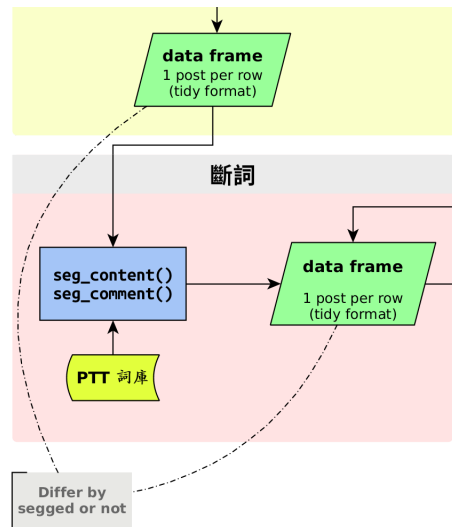 data frame
1 post per row
(tidy format)
斷詞
seg_content()
seg_comment()
data frame
1 post per row
(tidy format)
PTT 詞庫
Differ by
segged or not